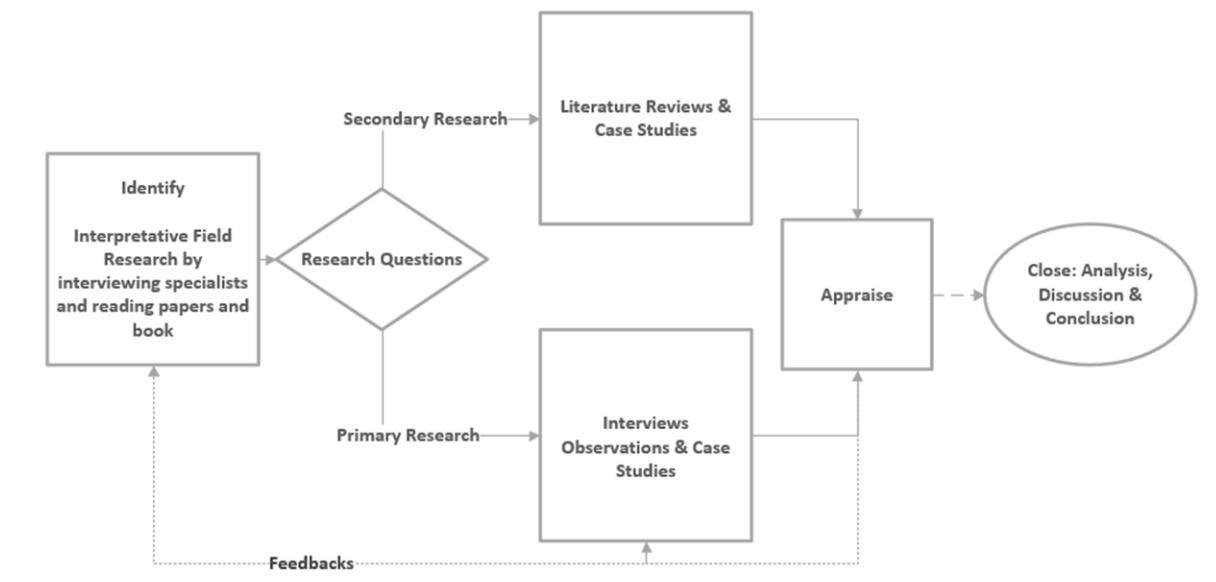 Identify
Interpretative Field
Research by
interviewing specialists
and reading papers and
book
Research Questions
Secondary Research
Literature Reviews &
Case Studies
Primary Research
Interviews
Observations & Case
Studies
Appraise
Close: Analysis,
Discussion &
Conclusion
Feedbacks